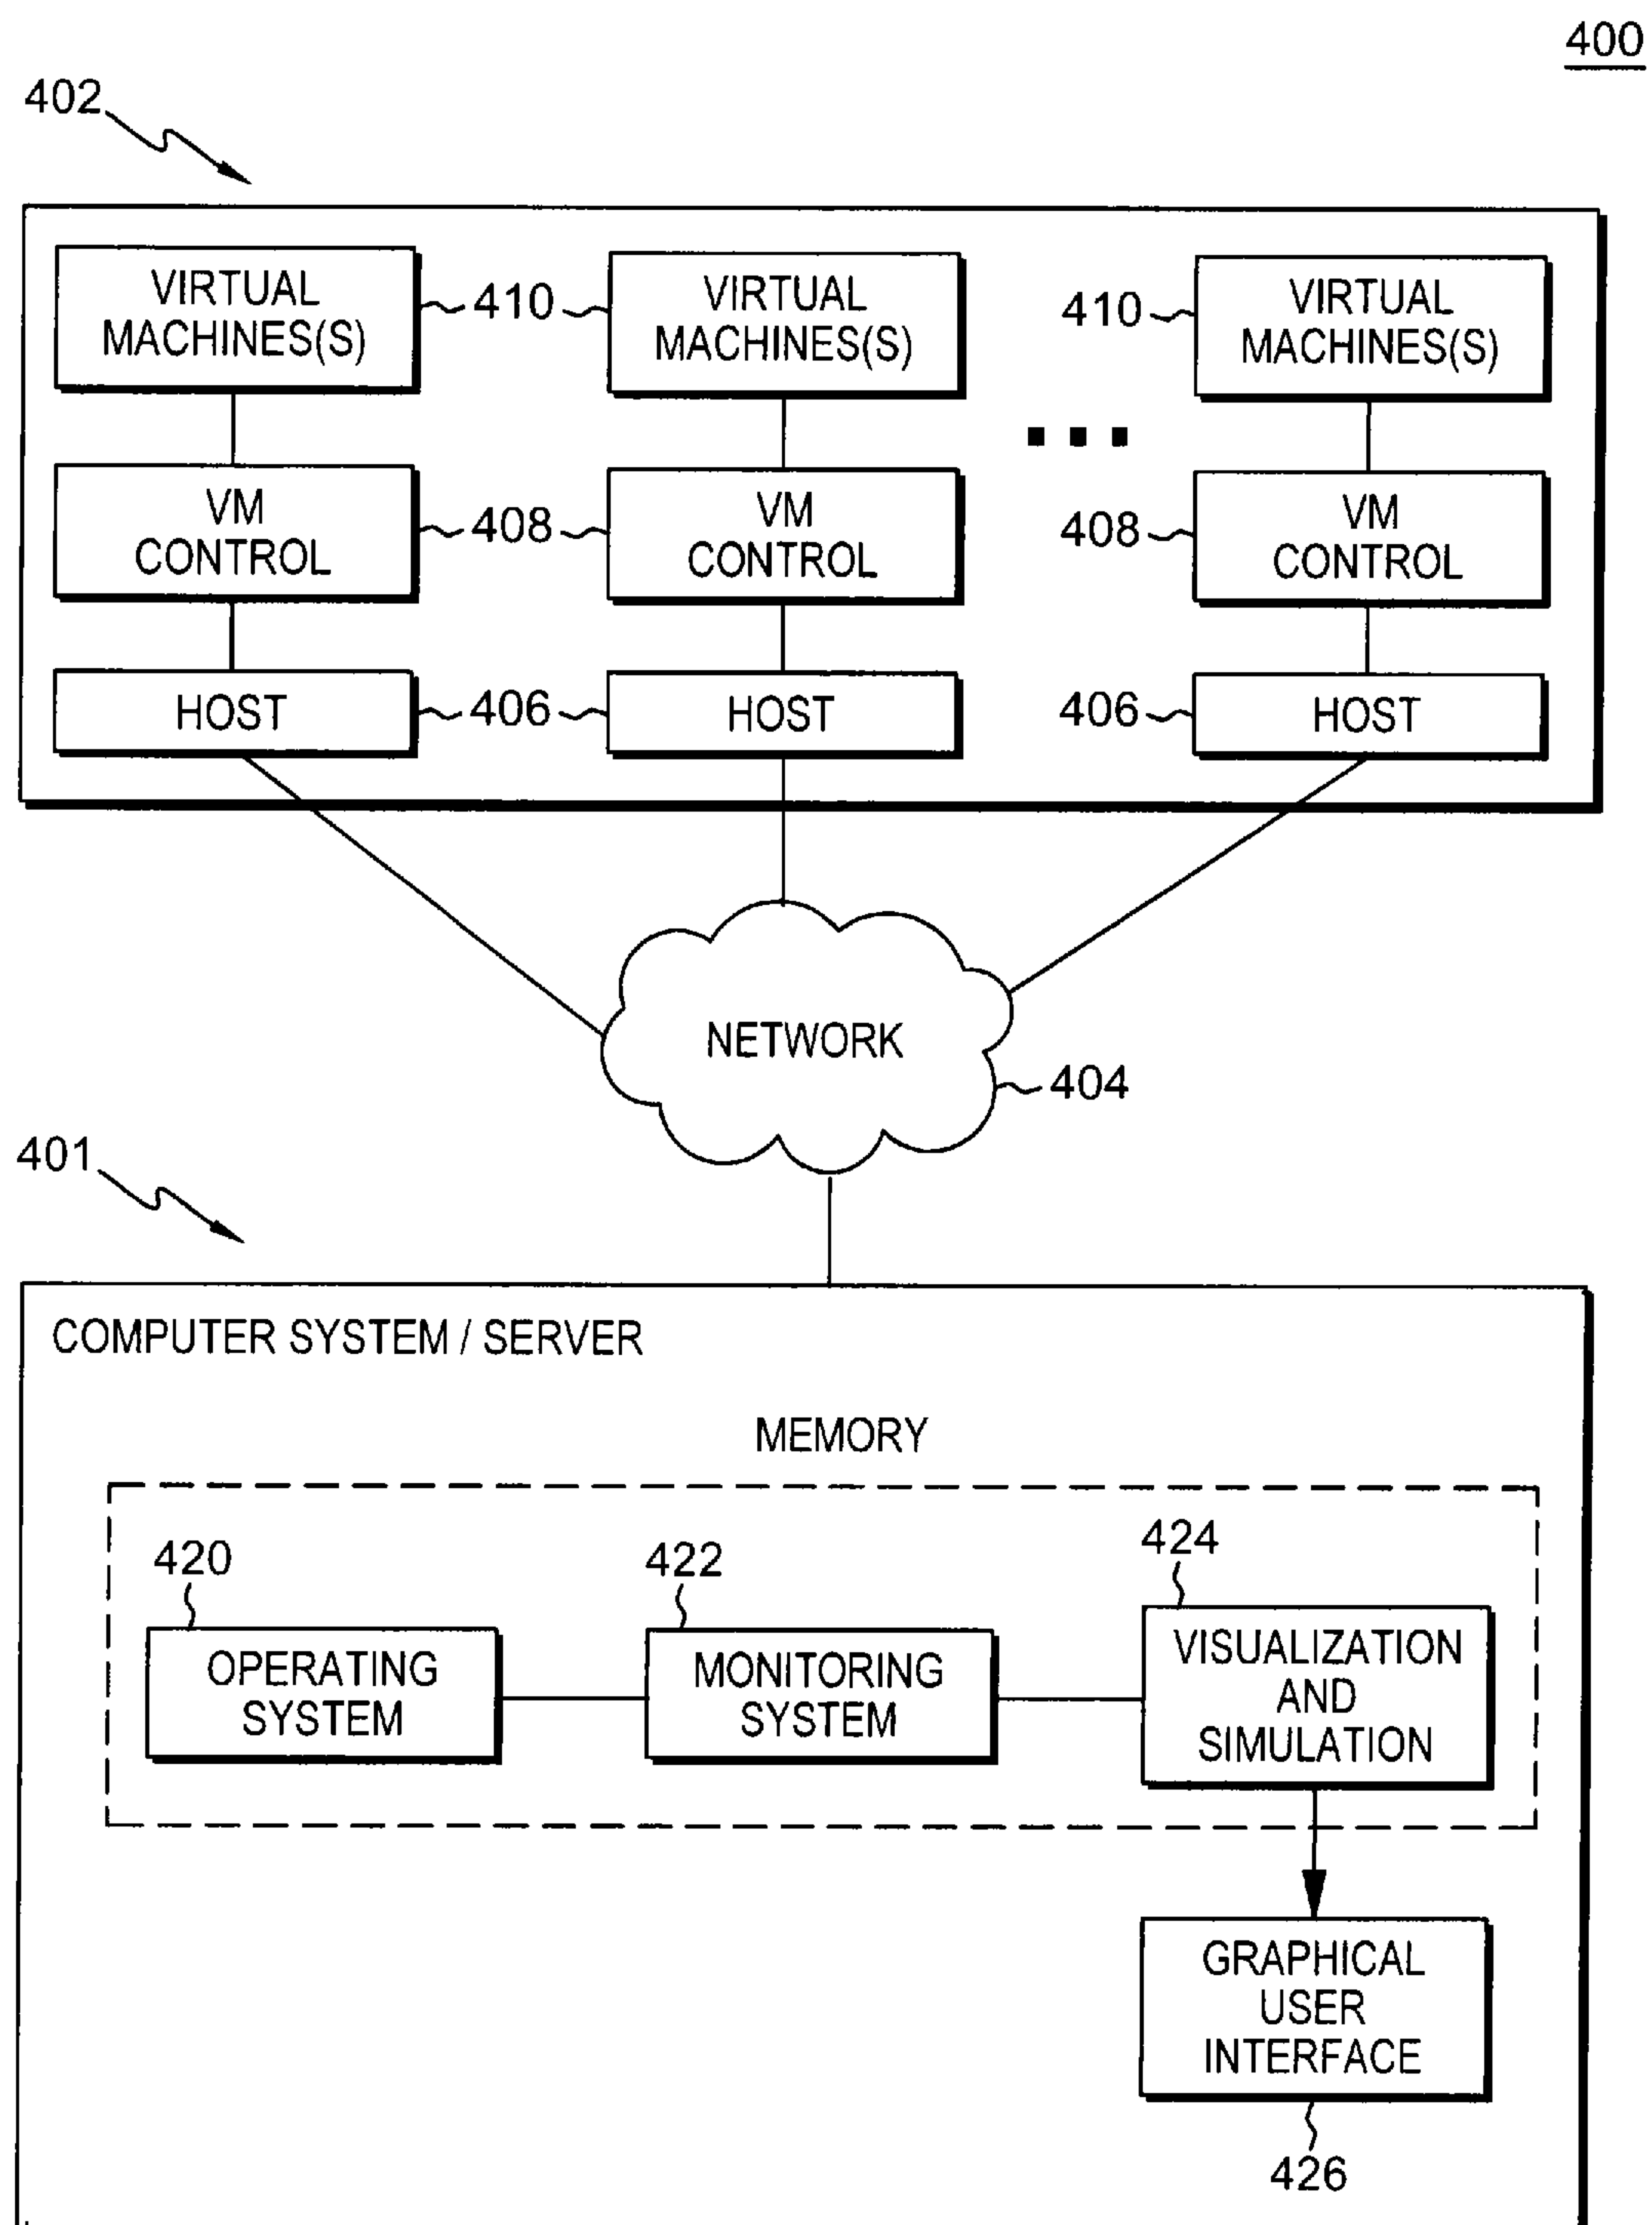 400
402
VIRTUAL
MACHINES(S)
410
VIRTUAL
MACHINES(S)
410
VIRTUAL
MACHINES(S)
VM
CONTROL
408
VM
CONTROL
408
VM
CONTROL
HOST
406
HOST
406
HOST
NETWORK
404
401
COMPUTER SYSTEM / SERVER
MEMORY
420
422
424
OPERATING
SYSTEM
MONITORING
SYSTEM
VISUALIZATION
AND
SIMULATION
GRAPHICAL
USER
INTERFACE
426